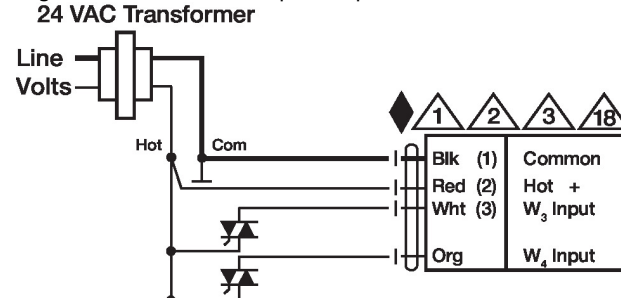 24 VAC Transformer
Line
Volts
Hot
Com
1 2 3 18
Blk (1) Common
Red (2) Hot +
Wht (3) W3 Input
Org W4 Input